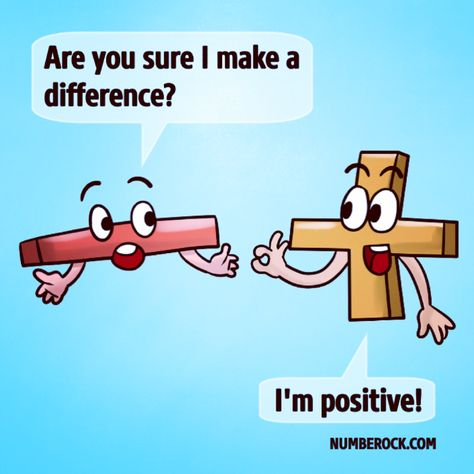 Are you sure I make a
difference?
I'm positive!
NUMBEROCK.COM